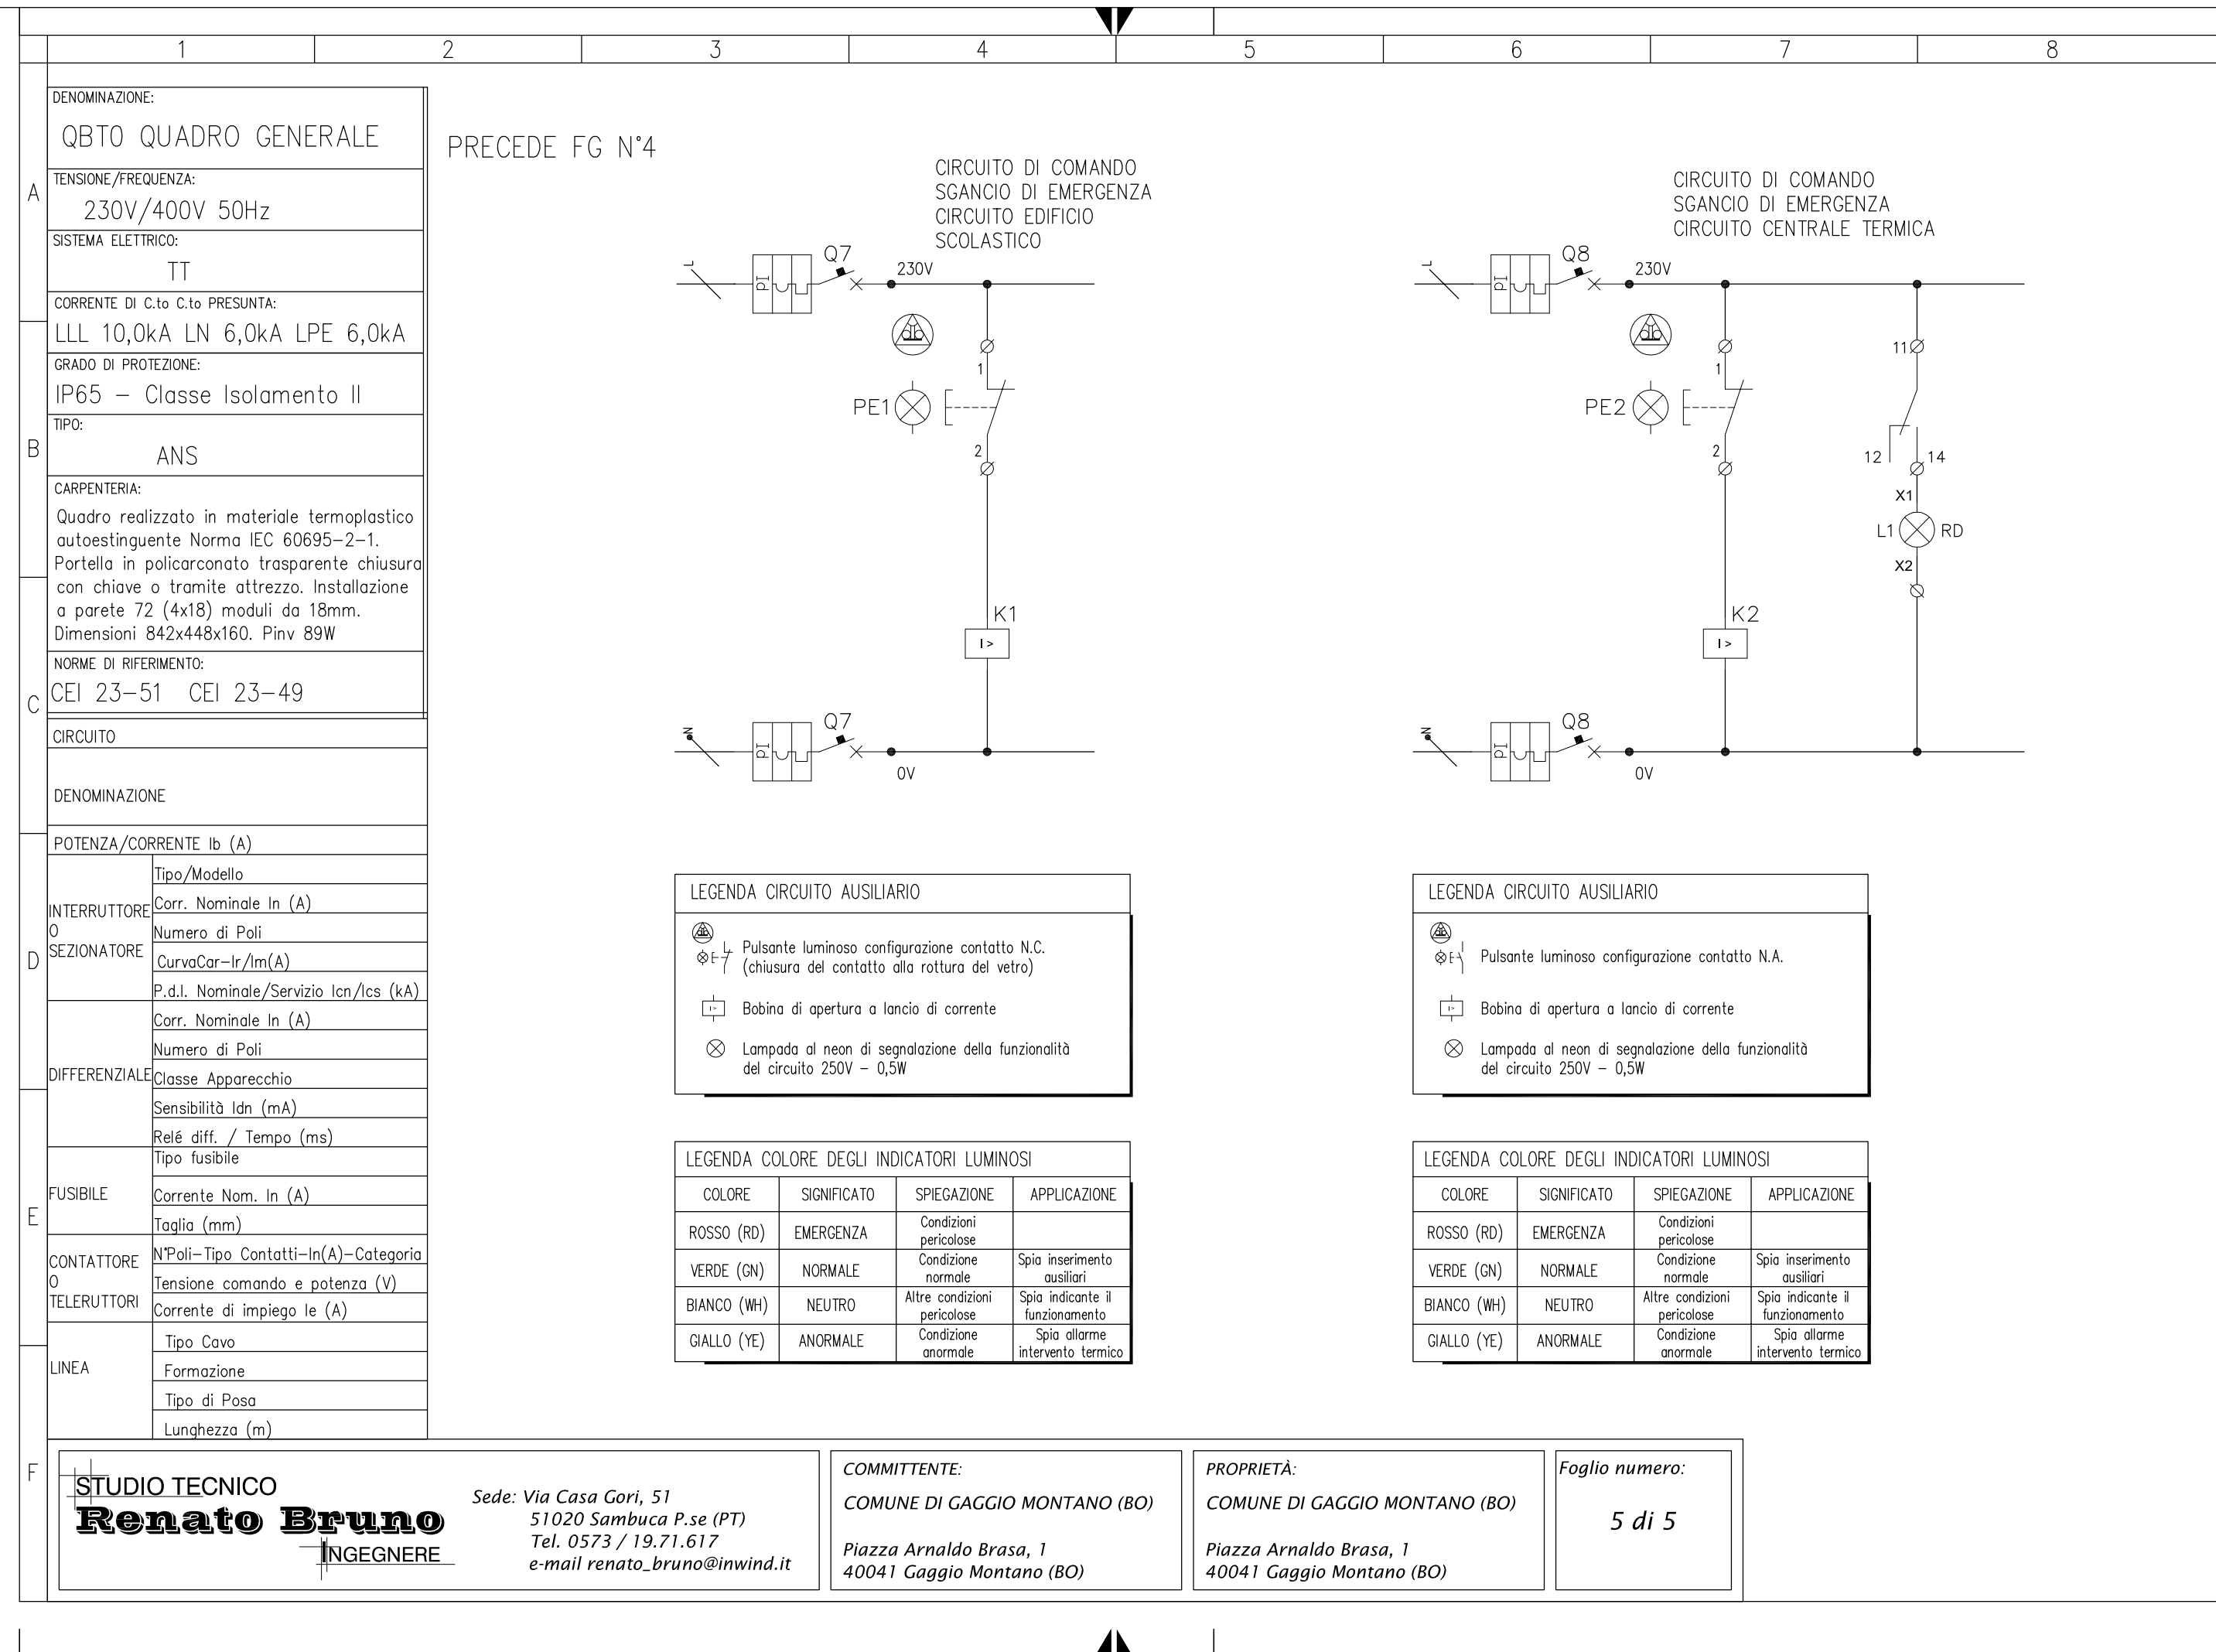 1 2 3 4 5 6 7 8
A
B
C
D
E
F
DENOMINAZIONE:
QBT0 QUADRO GENERALE
TENSIONE/FREQUENZA:
230V/400V 50Hz
SISTEMA ELETTRICO:
TT
CORRENTE DI C.to C.to PRESUNTA:
LLL 10,0kA LN 6,0kA LPE 6,0kA
GRADO DI PROTEZIONE:
IP65 – Classe Isolamento II
TIPO:
ANS
CARPENTERIA:
Quadro realizzato in materiale termoplastico
autoestinguente Norma IEC 60695–2–1.
Portella in policarconato trasparente chiusura
con chiave o tramite attrezzo. Installazione
a parete 72 (4x18) moduli da 18mm.
Dimensioni 842x448x160. Pinv 89W
NORME DI RIFERIMENTO:
CEI 23–51 CEI 23–49
CIRCUITO
DENOMINAZIONE
POTENZA/CORRENTE Ib (A)
INTERRUTTORE
O
SEZIONATORE
Tipo/Modello
Corr. Nominale In (A)
Numero di Poli
CurvaCar–Ir/Im(A)
P.d.I. Nominale/Servizio Icn/Ics (kA)
DIFFERENZIALE
Corr. Nominale In (A)
Numero di Poli
Classe Apparecchio
Sensibilità Idn (mA)
Relé diff. / Tempo (ms)
FUSIBILE
Tipo fusibile
Corrente Nom. In (A)
Taglia (mm)
CONTATTORE
O
TELERUTTORI
N°Poli–Tipo Contatti–In(A)–Categoria
Tensione comando e potenza (V)
Corrente di impiego Ie (A)
LINEA
Tipo Cavo
Formazione
Tipo di Posa
Lunghezza (m)
PRECEDE FG N°4
CIRCUITO DI COMANDO
SGANCIO DI EMERGENZA
CIRCUITO EDIFICIO
SCOLASTICO
L
pI
Q7
230V
1
PE1
2
K1
I >
N
pI
Q7
0V
CIRCUITO DI COMANDO
SGANCIO DI EMERGENZA
CIRCUITO CENTRALE TERMICA
L
pI
Q8
230V
1
11
PE2
2
12
14
X1
L1
RD
X2
K2
I >
N
pI
Q8
0V
LEGENDA CIRCUITO AUSILIARIO
Pulsante luminoso configurazione contatto N.C.
(chiusura del contatto alla rottura del vetro)
I >
Bobina di apertura a lancio di corrente
Lampada al neon di segnalazione della funzionalità
del circuito 250V – 0,5W
LEGENDA CIRCUITO AUSILIARIO
Pulsante luminoso configurazione contatto N.A.
I >
Bobina di apertura a lancio di corrente
Lampada al neon di segnalazione della funzionalità
del circuito 250V – 0,5W
LEGENDA COLORE DEGLI INDICATORI LUMINOSI
COLORE SIGNIFICATO SPIEGAZIONE APPLICAZIONE
ROSSO (RD) EMERGENZA Condizioni pericolose
VERDE (GN) NORMALE Condizione normale Spia inserimento ausiliari
BIANCO (WH) NEUTRO Altre condizioni pericolose Spia indicante il funzionamento
GIALLO (YE) ANORMALE Condizione anormale Spia allarme intervento termico
LEGENDA COLORE DEGLI INDICATORI LUMINOSI
COLORE SIGNIFICATO SPIEGAZIONE APPLICAZIONE
ROSSO (RD) EMERGENZA Condizioni pericolose
VERDE (GN) NORMALE Condizione normale Spia inserimento ausiliari
BIANCO (WH) NEUTRO Altre condizioni pericolose Spia indicante il funzionamento
GIALLO (YE) ANORMALE Condizione anormale Spia allarme intervento termico
STUDIO TECNICO
Renato Bruno
INGEGNERE
Sede: Via Casa Gori, 51
51020 Sambuca P.se (PT)
Tel. 0573 / 19.71.617
e-mail renato_bruno@inwind.it
COMMITTENTE:
COMUNE DI GAGGIO MONTANO (BO)
Piazza Arnaldo Brasa, 1
40041 Gaggio Montano (BO)
PROPRIETÀ:
COMUNE DI GAGGIO MONTANO (BO)
Piazza Arnaldo Brasa, 1
40041 Gaggio Montano (BO)
Foglio numero:
5 di 5